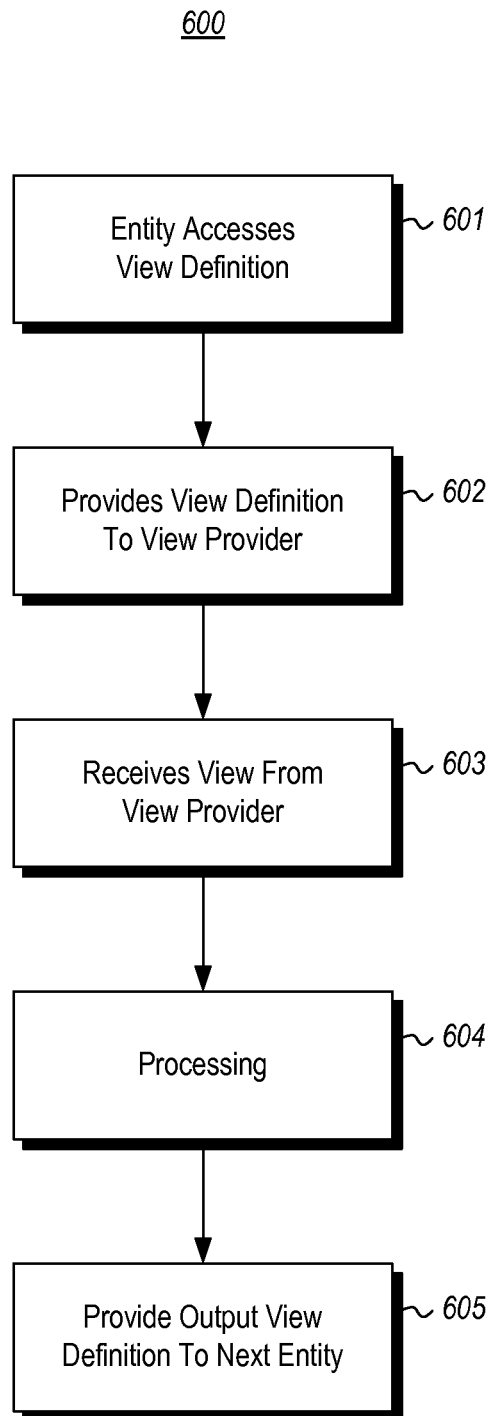 600
Entity Accesses
View Definition
601
Provides View Definition
To View Provider
602
Receives View From
View Provider
603
Processing
604
Provide Output View
Definition To Next Entity
605